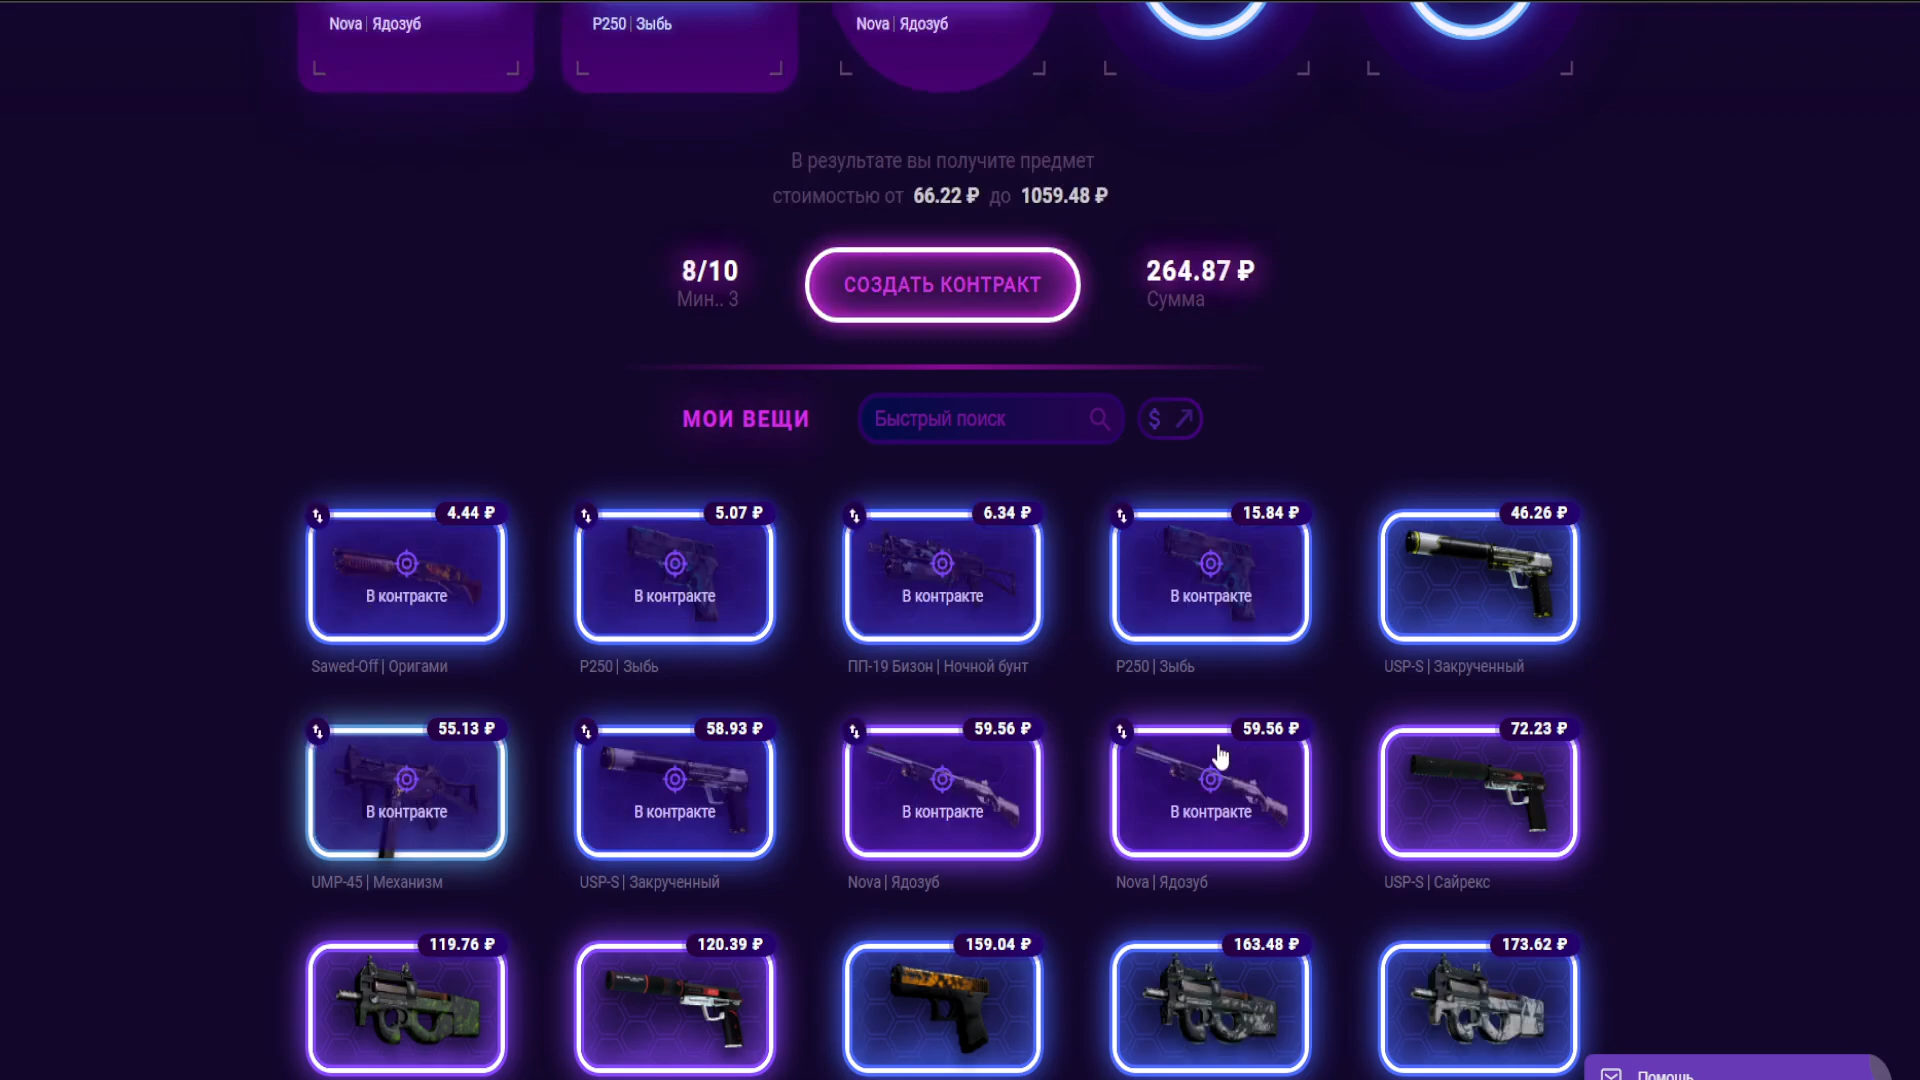 Nova | Ядозуб
P250 | Зыбь
Nova | Ядозуб
В результате вы получите предмет
стоимостью от 66.22 ₽ до 1059.48 ₽
8/10
Мин.. 3
СОЗДАТЬ КОНТРАКТ
264.87 ₽
Сумма
МОИ ВЕЩИ
Быстрый поиск
$
4.44 ₽
В контракте
Sawed-Off | Оригами
5.07 ₽
В контракте
P250 | Зыбь
6.34 ₽
В контракте
ПП-19 Бизон | Ночной бунт
15.84 ₽
В контракте
P250 | Зыбь
46.26 ₽
USP-S | Закрученный
55.13 ₽
В контракте
UMP-45 | Механизм
58.93 ₽
В контракте
USP-S | Закрученный
59.56 ₽
В контракте
Nova | Ядозуб
59.56 ₽
В контракте
Nova | Ядозуб
72.23 ₽
USP-S | Сайрекс
119.76 ₽
120.39 ₽
159.04 ₽
163.48 ₽
173.62 ₽
Помощь